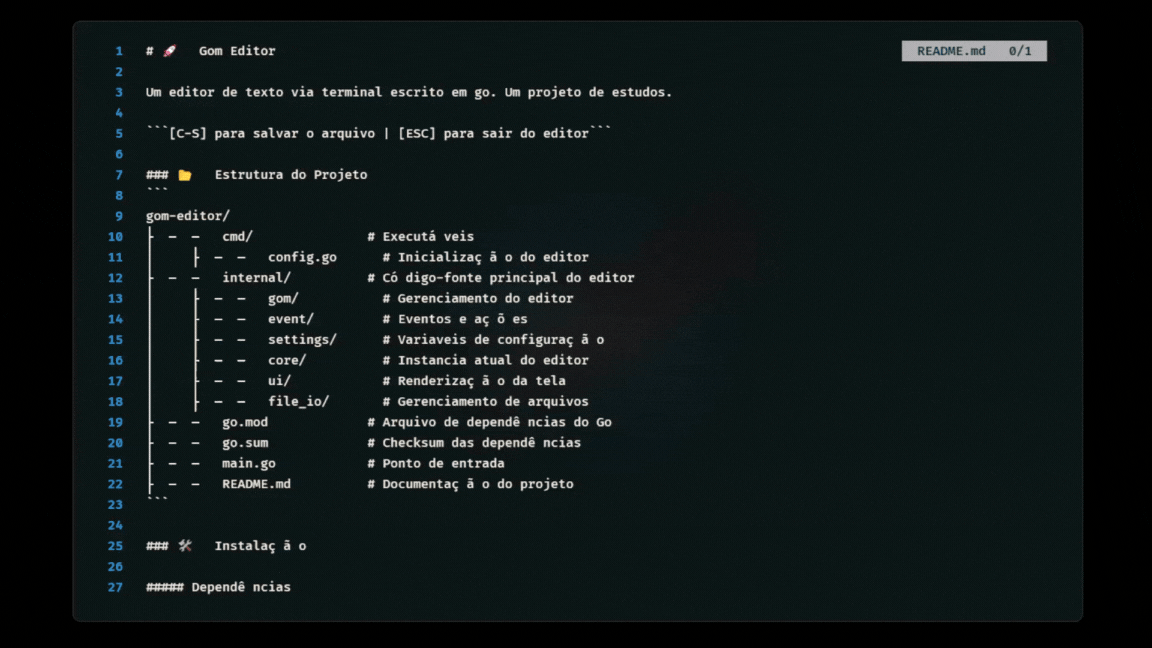 1 # 🚀 Gom Editor
README.md 0/1
2
3 Um editor de texto via terminal escrito em go. Um projeto de estudos.
4
5 ```[C-S] para salvar o arquivo | [ESC] para sair do editor```
6
7 ### 📁 Estrutura do Projeto
8 ```
9 gom-editor/
10 ├ — — cmd/ # Executá veis
11 │ ├ — — config.go # Inicializaç ã o do editor
12 ├ — — internal/ # Có digo-fonte principal do editor
13 │ ├ — — gom/ # Gerenciamento do editor
14 │ ├ — — event/ # Eventos e aç õ es
15 │ ├ — — settings/ # Variaveis de configuraç ã o
16 │ ├ — — core/ # Instancia atual do editor
17 │ ├ — — ui/ # Renderizaç ã o da tela
18 │ ├ — — file_io/ # Gerenciamento de arquivos
19 ├ — — go.mod # Arquivo de dependê ncias do Go
20 ├ — — go.sum # Checksum das dependê ncias
21 ├ — — main.go # Ponto de entrada
22 ├ — — README.md # Documentaç ã o do projeto
23 ```
24
25 ### 🛠 Instalaç ã o
26
27 ##### Dependê ncias